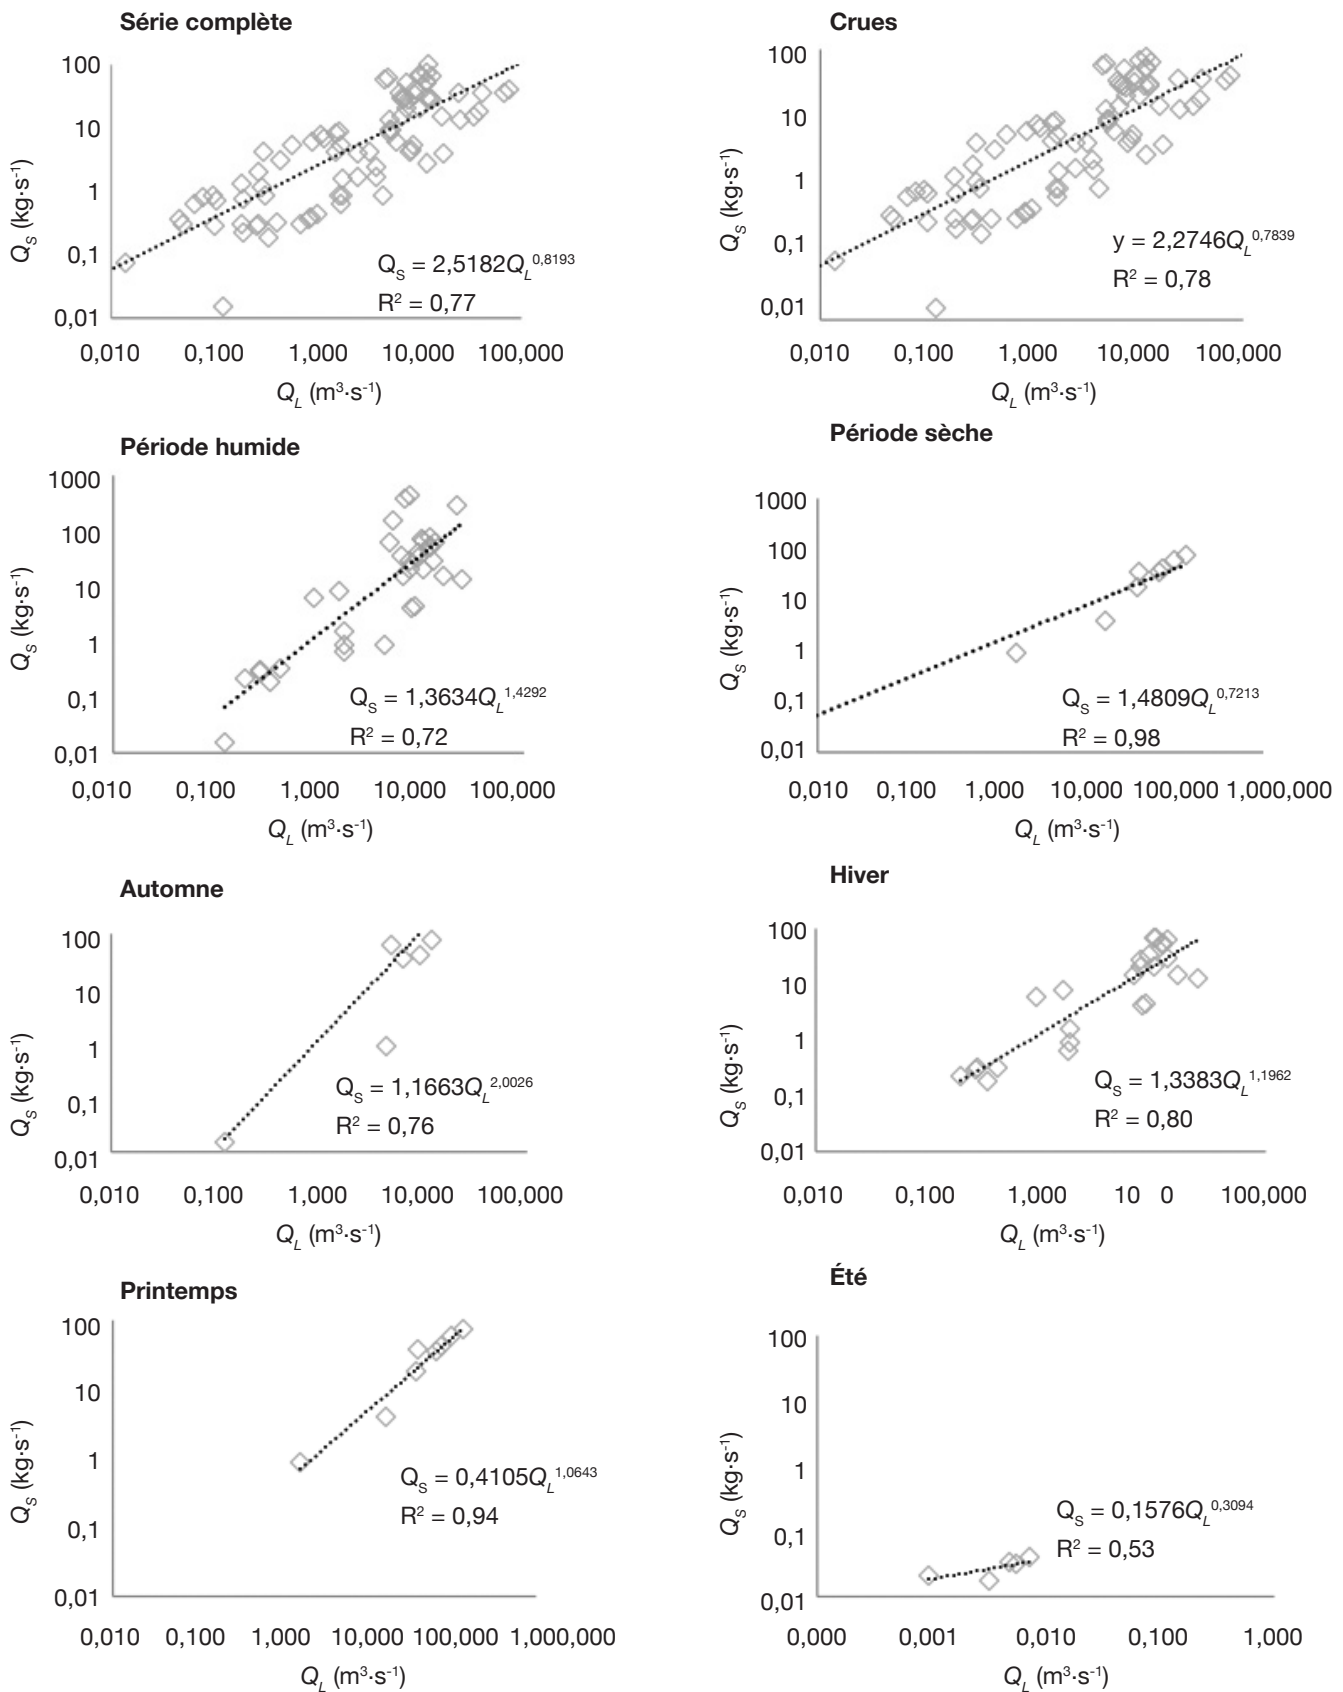 Série complète
100
10
1
0,1
0,01
Q_S (kg·s⁻¹)
Q_S = 2,5182Q_L^0,8193
R² = 0,77
0,010 0,100 1,000 10,000 100,000
Q_L (m³·s⁻¹)
Crues
100
10
1
0,1
0,01
Q_S (kg·s⁻¹)
y = 2,2746Q_L^0,7839
R² = 0,78
0,010 0,100 1,000 10,000 100,000
Q_L (m³·s⁻¹)
Période humide
1000
100
10
1
0,1
0,01
Q_S (kg·s⁻¹)
Q_S = 1,3634Q_L^1,4292
R² = 0,72
0,010 0,100 1,000 10,000 100,000
Q_L (m³·s⁻¹)
Période sèche
1000
100
10
1
0,1
0,01
Q_S (kg·s⁻¹)
Q_S = 1,4809Q_L^0,7213
R² = 0,98
0,010 0,100 1,000 10,000 100,000 1,000,000
Q_L (m³·s⁻¹)
Automne
100
10
1
0,1
0,01
Q_S (kg·s⁻¹)
Q_S = 1,1663Q_L^2,0026
R² = 0,76
0,010 0,100 1,000 10,000 100,000
Q_L (m³·s⁻¹)
Hiver
100
10
1
0,1
0,01
Q_S (kg·s⁻¹)
Q_S = 1,3383Q_L^1,1962
R² = 0,80
0,010 0,100 1,000 10 0 100,000
Q_L (m³·s⁻¹)
Printemps
100
10
1
0,1
0,01
Q_S (kg·s⁻¹)
Q_S = 0,4105Q_L^1,0643
R² = 0,94
0,010 0,100 1,000 10,000 100,000 1,000,000
Q_L (m³·s⁻¹)
Été
100
10
1
0,1
0,01
Q_S (kg·s⁻¹)
Q_S = 0,1576Q_L^0,3094
R² = 0,53
0,000 0,001 0,010 0,100 1,000
Q_L (m³·s⁻¹)